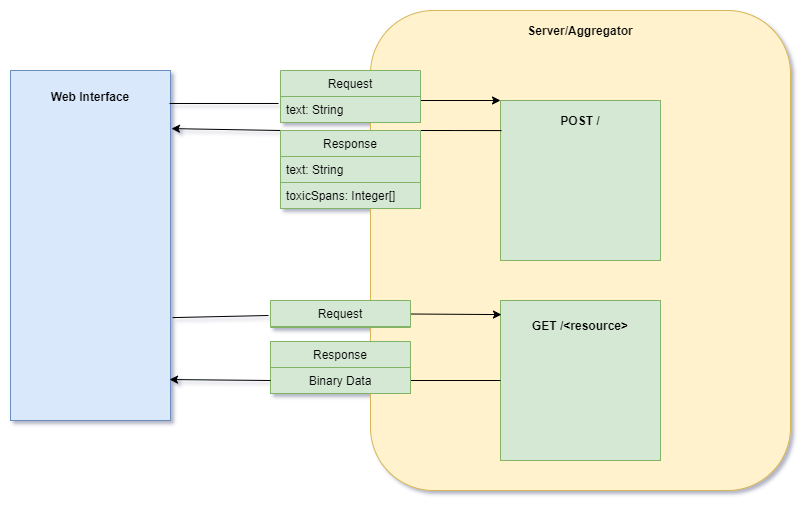 Server/Aggregator
Web Interface
Request
text: String
POST /
Response
text: String
toxicSpans: Integer[]
Request
GET /<resource>
Response
Binary Data